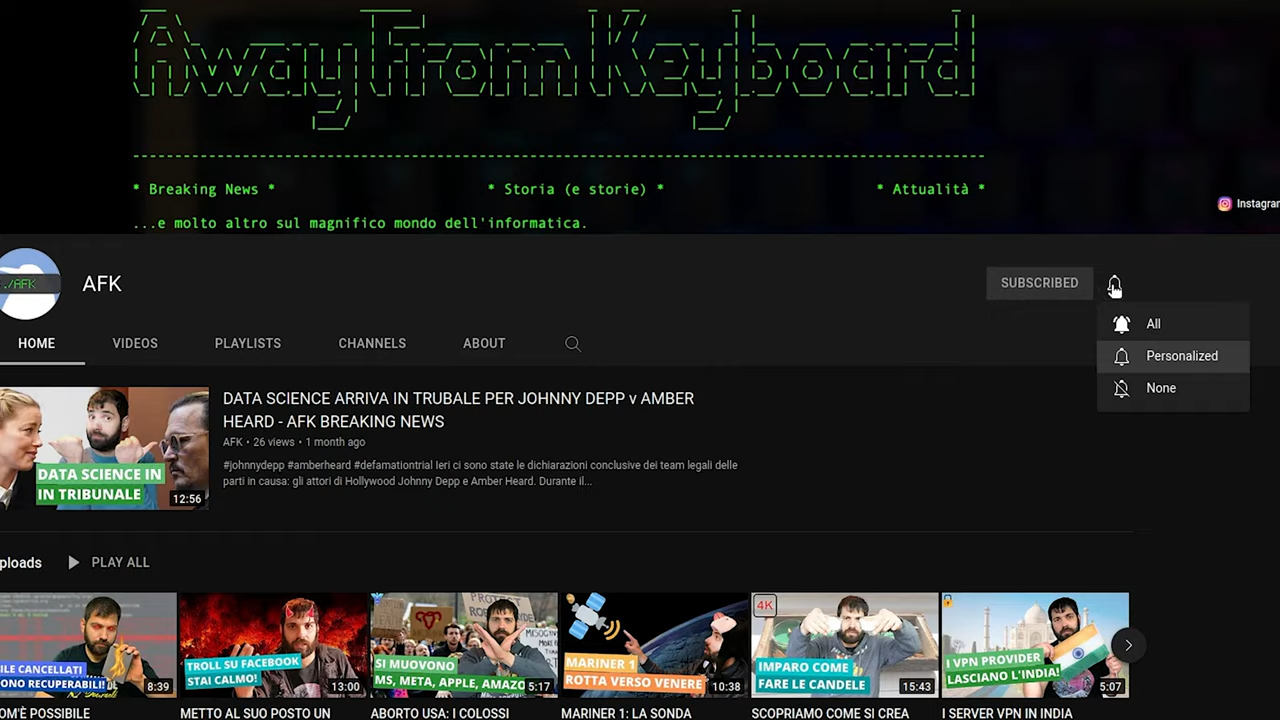 AwayFromKeyboard
* Breaking News * * Storia (e storie) * * Attualità *
...e molto altro sul magnifico mondo dell'informatica.
Instagram
./AFK
AFK
SUBSCRIBED
All
Personalized
None
HOME VIDEOS PLAYLISTS CHANNELS ABOUT
DATA SCIENCE ARRIVA IN TRUBALE PER JOHNNY DEPP v AMBER
HEARD - AFK BREAKING NEWS
AFK • 26 views • 1 month ago
#johnnydepp #amberheard #defamationtrial Ieri ci sono state le dichiarazioni conclusive dei team legali delle
parti in causa: gli attori di Hollywood Johnny Depp e Amber Heard. Durante il...
DATA SCIENCE IN
IN TRIBUNALE
12:56
ploads PLAY ALL
ILE CANCELLATI
ONO RECUPERABILI!
8:39
TROLL SU FACEBOOK
STAI CALMO!
13:00
PROTECT
SI MUOVONO
MS, META, APPLE, AMAZO
5:17
MARINER 1
ROTTA VERSO VENERE
10:38
4K
IMPARO COME
FARE LE CANDELE
15:43
I VPN PROVIDER
LASCIANO L'INDIA!
5:07
OM'È POSSIBILE
METTO AL SUO POSTO UN
ABORTO USA: I COLOSSI
MARINER 1: LA SONDA
SCOPRIAMO COME SI CREA
I SERVER VPN IN INDIA